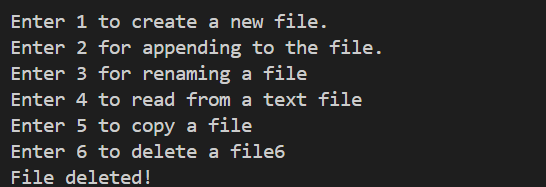 Enter 1 to create a new file.
Enter 2 for appending to the file.
Enter 3 for renaming a file
Enter 4 to read from a text file
Enter 5 to copy a file
Enter 6 to delete a file6
File deleted!